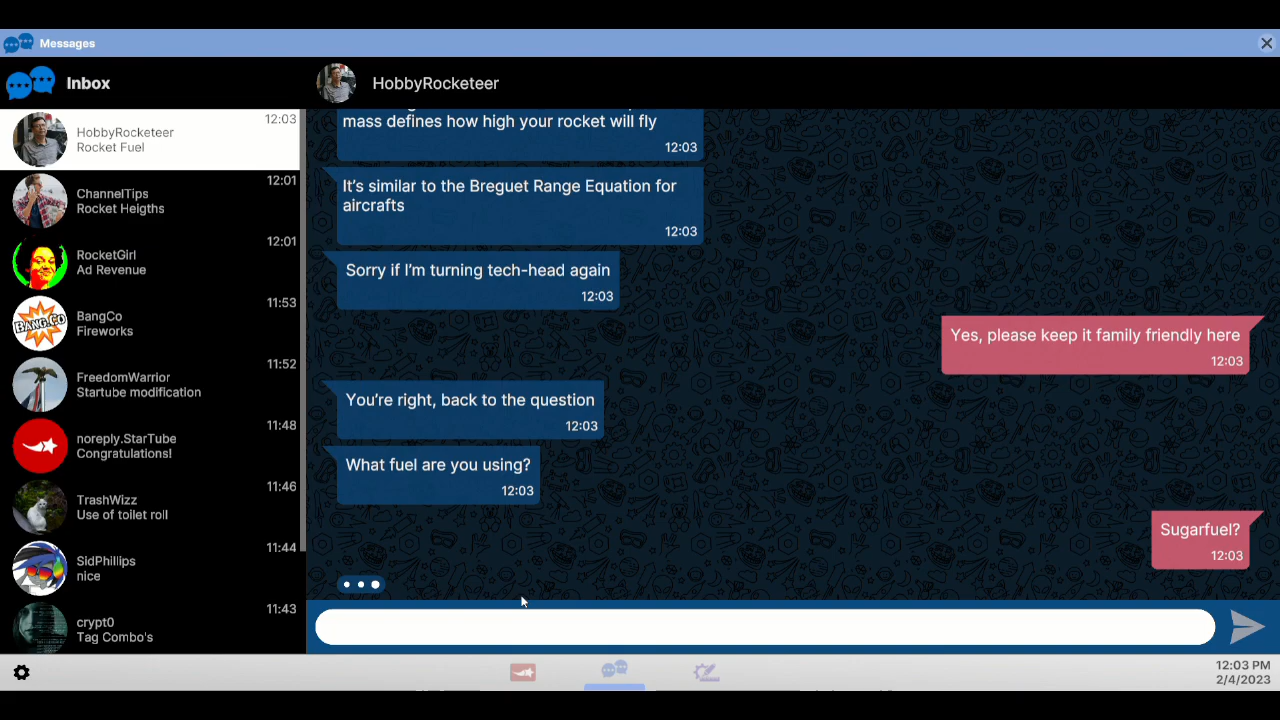 Messages
Inbox
HobbyRocketeer
Rocket Fuel
12:03
ChannelTips
Rocket Heigths
12:01
RocketGirl
Ad Revenue
12:01
BangCo
Fireworks
11:53
BANG.CO
FreedomWarrior
Startube modification
11:52
noreply.StarTube
Congratulations!
11:48
TrashWizz
Use of toilet roll
11:46
SidPhillips
nice
11:44
crypt0
Tag Combo's
11:43
HobbyRocketeer
mass defines how high your rocket will fly
12:03
It's similar to the Breguet Range Equation for
aircrafts
12:03
Sorry if I'm turning tech-head again
12:03
Yes, please keep it family friendly here
12:03
You're right, back to the question
12:03
What fuel are you using?
12:03
Sugarfuel?
12:03
12:03 PM
2/4/2023